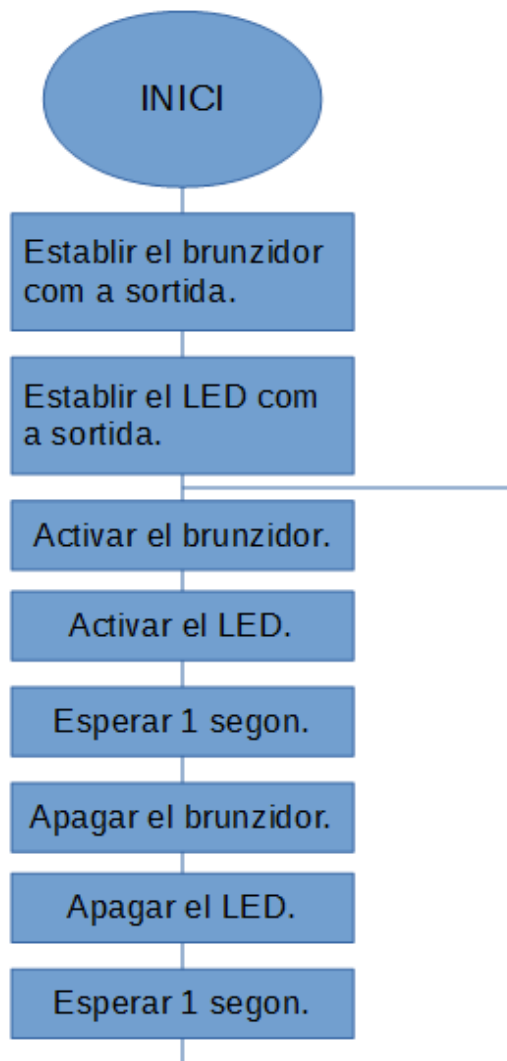 INICI
Establir el brunzidor
com a sortida.
Establir el LED com
a sortida.
Activar el brunzidor.
Activar el LED.
Esperar 1 segon.
Apagar el brunzidor.
Apagar el LED.
Esperar 1 segon.